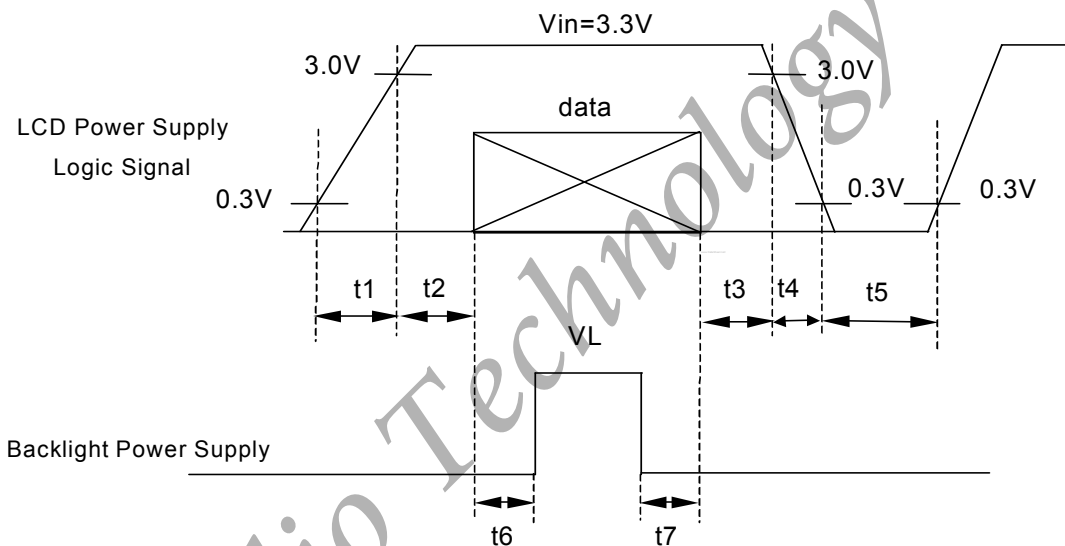 Vin=3.3V
3.0V
3.0V
data
LCD Power Supply
Logic Signal
0.3V
0.3V
0.3V
t1
t2
t3
t4
t5
VL
Backlight Power Supply
t6
t7
Technology